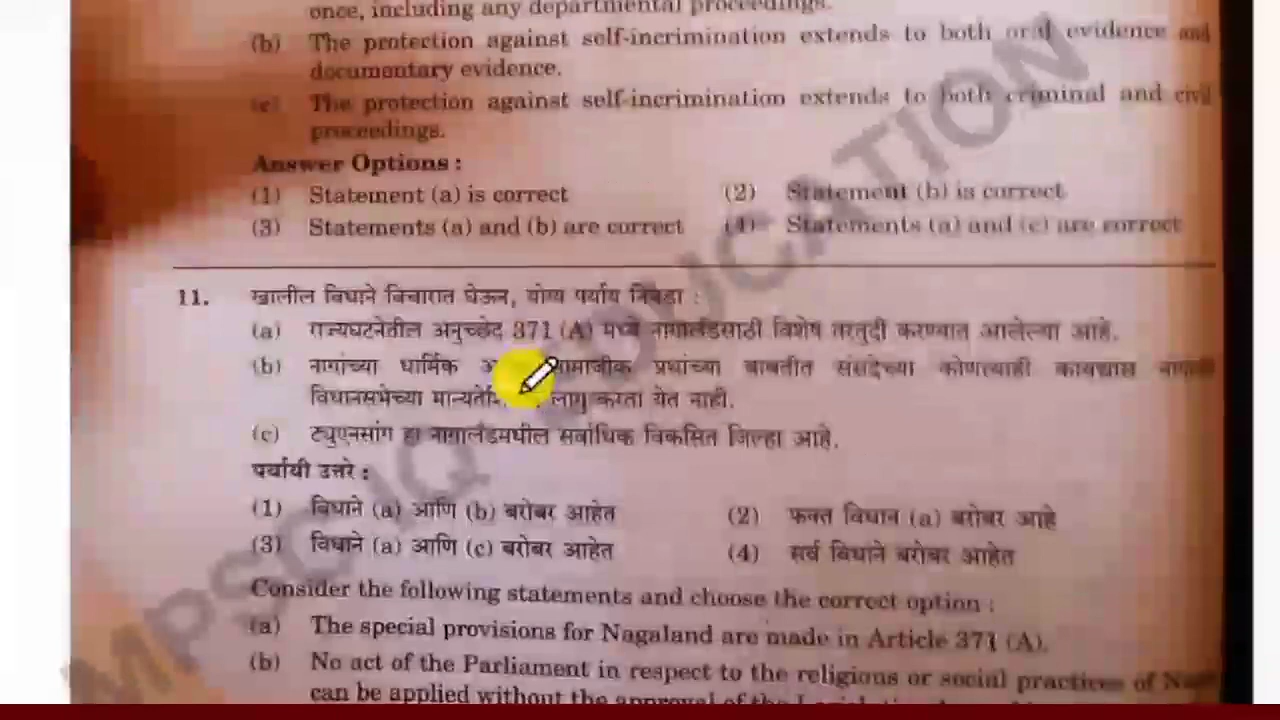 once, including any departmental proceedings.
(b) The protection against self-incrimination extends to both oral evidence and
documentary evidence.
(c) The protection against self-incrimination extends to both criminal and civil
proceedings.
Answer Options :
(1) Statement (a) is correct (2) Statement (b) is correct
(3) Statements (a) and (b) are correct (4) Statements (a) and (c) are correct
11. खालील विधाने विचारात घेऊन, योग्य पर्याय निवडा :
(a) राज्यघटनेतील अनुच्छेद 371 (A) मध्ये नागालँडसाठी विशेष तरतुदी करण्यात आलेल्या आहे.
(b) नागांच्या धार्मिक सामाजीक प्रथांच्या बाबतीत संसदेच्या कोणत्याही कायद्यास
विधानसभेच्या लागू करता येत नाही.
(c) ट्युएनसांग हा नागालँडमधील सर्वाधिक विकसित जिल्हा आहे.
पर्यायी उत्तरे :
(1) विधाने (a) आणि (b) बरोबर आहेत (2) फक्त विधान (a) बरोबर आहे
(3) विधाने (a) आणि (c) बरोबर आहेत (4) सर्व विधाने बरोबर आहेत
Consider the following statements and choose the correct option :
(a) The special provisions for Nagaland are made in Article 371 (A).
(b) No act of the Parliament in respect to the religious or social practices of
can be applied without the approval of the
MPSC IQ EDUCATION